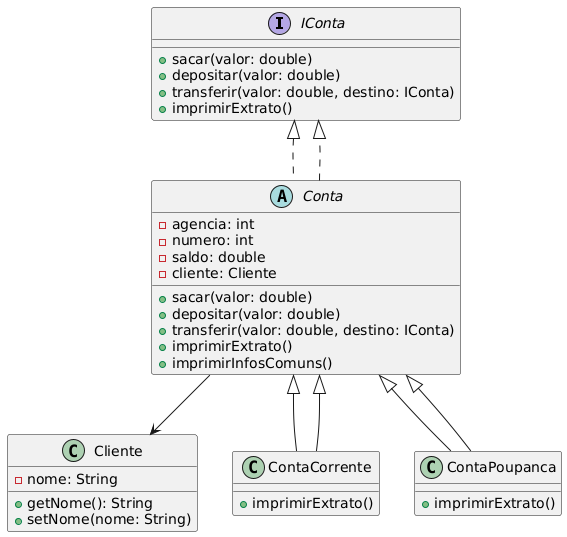 I IConta
sacar(valor: double)
depositar(valor: double)
transferir(valor: double, destino: IConta)
imprimirExtrato()
A Conta
agencia: int
numero: int
saldo: double
cliente: Cliente
sacar(valor: double)
depositar(valor: double)
transferir(valor: double, destino: IConta)
imprimirExtrato()
imprimirInfosComuns()
C Cliente
nome: String
getNome(): String
setNome(nome: String)
C ContaCorrente
imprimirExtrato()
C ContaPoupanca
imprimirExtrato()